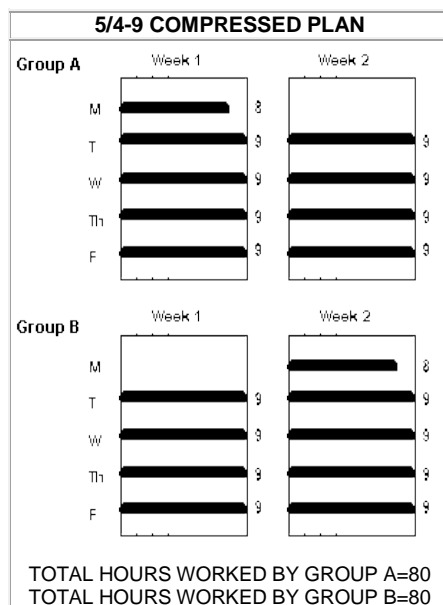 5/4-9 COMPRESSED PLAN
Group A
Week 1 Week 2
M 8
T 9 9
W 9 9
Th 9 9
F 9 9
Group B
Week 1 Week 2
M 8
T 9 9
W 9 9
Th 9 9
F 9 9
TOTAL HOURS WORKED BY GROUP A=80
TOTAL HOURS WORKED BY GROUP B=80